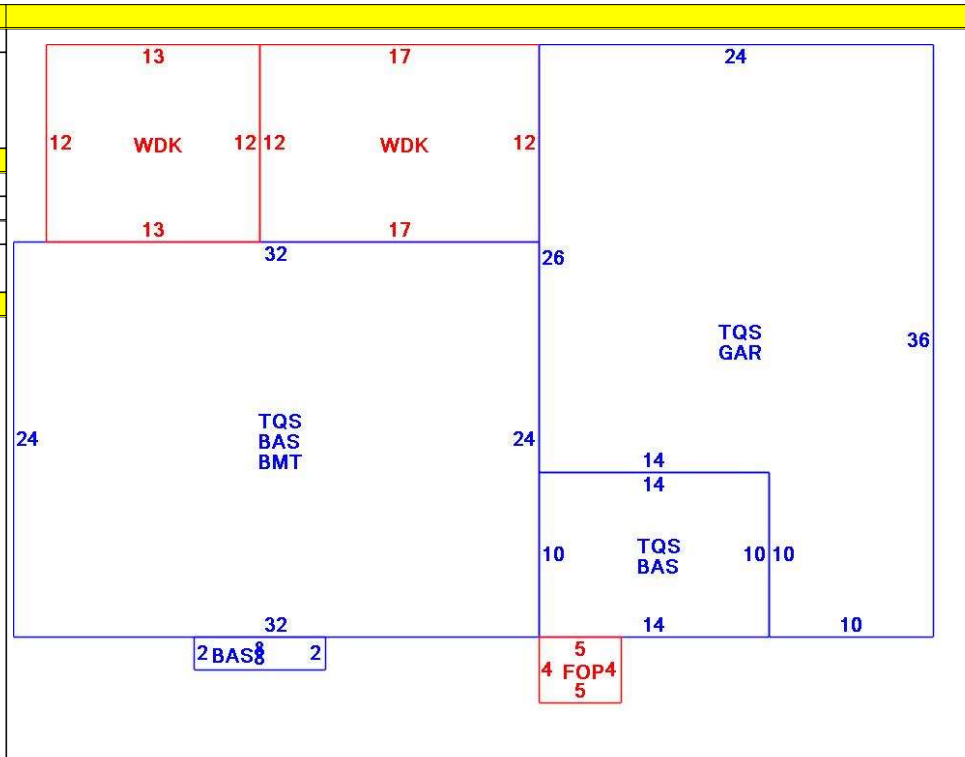 13 17 24
12 WDK 12 12 WDK 12
13 17
32
26
TQS
GAR
36
TQS
BAS
BMT
24 24
14
14
10 TQS 10 10
BAS
32 14 10
2 BAS 8 2
8
5
4 FOP 4
5